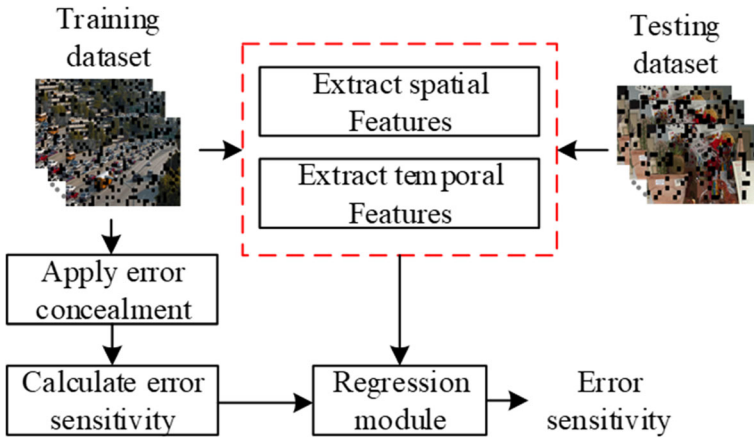 Training
dataset
Testing
dataset
Extract spatial
Features
Extract temporal
Features
Apply error
concealment
Calculate error
sensitivity
Regression
module
Error
sensitivity